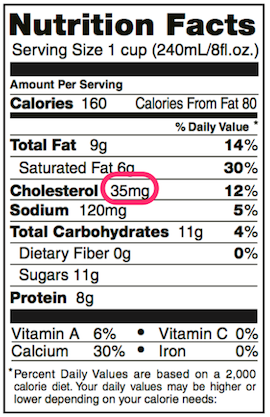 Nutrition Facts
Serving Size 1 cup (240mL/8fl.oz.)
Amount Per Serving
Calories 160 Calories From Fat 80
% Daily Value *
Total Fat 9g 14%
Saturated Fat 6g 30%
Cholesterol 35mg 12%
Sodium 120mg 5%
Total Carbohydrates 11g 4%
Dietary Fiber 0g 0%
Sugars 11g
Protein 8g
Vitamin A 6% • Vitamin C 0%
Calcium 30% • Iron 0%
*Percent Daily Values are based on a 2,000
calorie diet. Your daily values may be higher or
lower depending on your calorie needs: